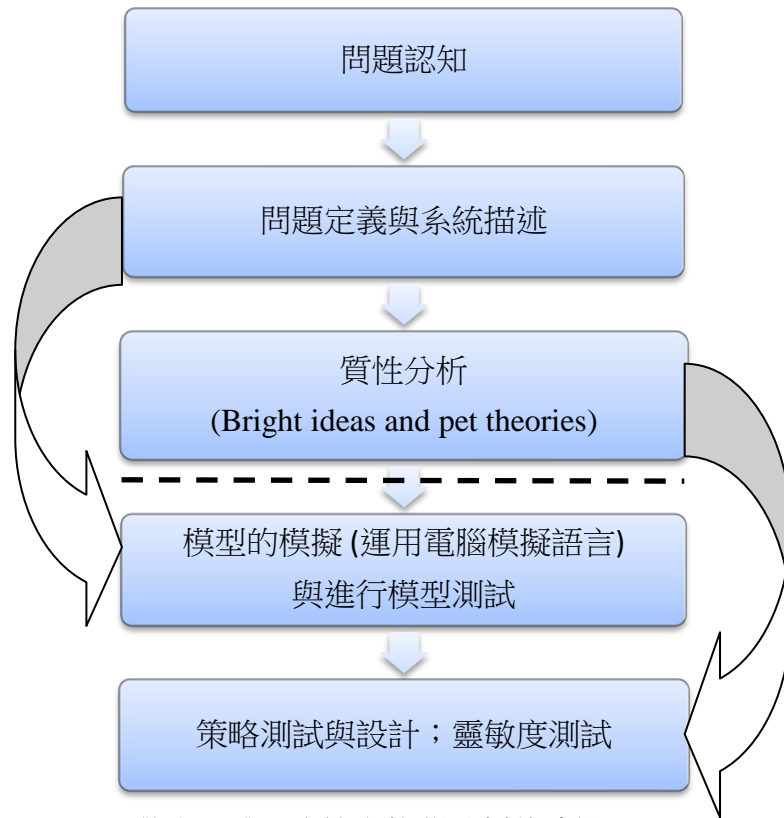 問題認知
問題定義與系統描述
質性分析
(Bright ideas and pet theories)
模型的模擬 (運用電腦模擬語言)
與進行模型測試
策略測試與設計；靈敏度測試